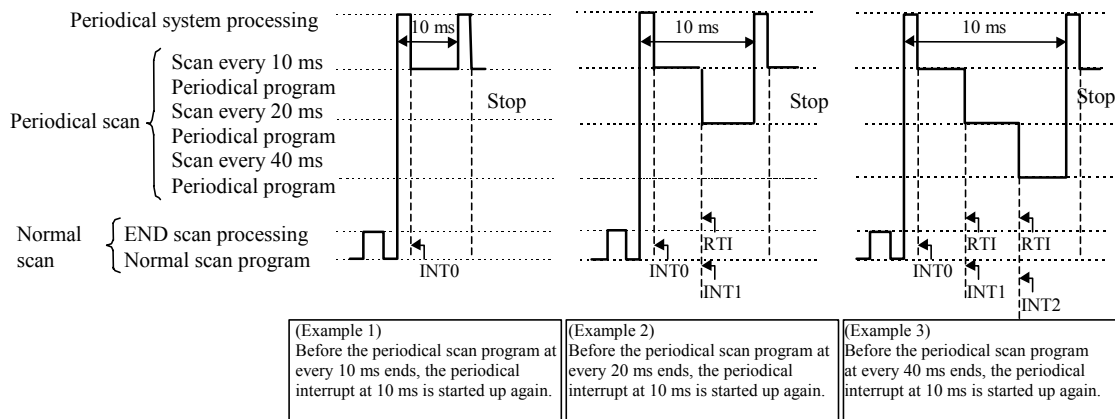 Periodical system processing
Periodical scan
Scan every 10 ms
Periodical program
Scan every 20 ms
Periodical program
Scan every 40 ms
Periodical program
Normal
scan
END scan processing
Normal scan program
10 ms
Stop
INT0
10 ms
Stop
RTI
INT0
INT1
10 ms
Stop
RTI
RTI
INT0
INT1
INT2
(Example 1)
Before the periodical scan program at
every 10 ms ends, the periodical
interrupt at 10 ms is started up again.
(Example 2)
Before the periodical scan program at
every 20 ms ends, the periodical
interrupt at 10 ms is started up again.
(Example 3)
Before the periodical scan program
at every 40 ms ends, the periodical
interrupt at 10 ms is started up again.